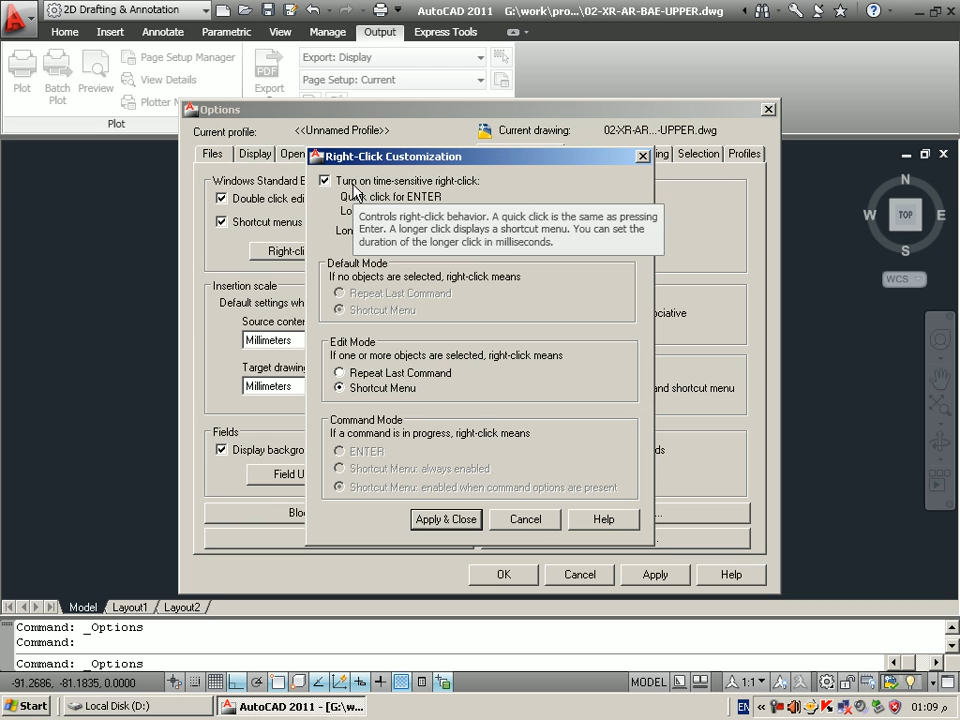 2D Drafting & Annotation
AutoCAD 2011 G:\work\pro...\02-XR-AR-BAE-UPPER.dwg
Home Insert Annotate Parametric View Manage Output Express Tools
Page Setup Manager
View Details
Plotter
Plot
Batch Plot
Preview
Export
PDF
Export: Display
Page Setup: Current
Plot
Options
Current profile: <<Unnamed Profile>> Current drawing: 02-XR-AR...-UPPER.dwg
Files Display Open Selection Profiles
Windows Standard
Double click edi
Shortcut menus
Right-cli
Insertion scale
Default settings wh
Source conten
Millimeters
Target drawing
Millimeters
Fields
Display backgro
Field U
Bloc
Right-Click Customization
Turn on time-sensitive right-click:
Quick click for ENTER
Controls right-click behavior. A quick click is the same as pressing
Enter. A longer click displays a shortcut menu. You can set the
duration of the longer click in milliseconds.
Default Mode
If no objects are selected, right-click means
Repeat Last Command
Shortcut Menu
Edit Mode
If one or more objects are selected, right-click means
Repeat Last Command
Shortcut Menu
Command Mode
If a command is in progress, right-click means
ENTER
Shortcut Menu: always enabled
Shortcut Menu: enabled when command options are present
Apply & Close Cancel Help
sociative
and shortcut menu
OK Cancel Apply Help
N
W TOP E
S
WCS
Model Layout1 Layout2
Command: _Options
Command:
Command: _Options
-91.2686, -81.1835, 0.0000
MODEL
1:1
Start Local Disk (D:) AutoCAD 2011 - [G:\w... EN 01:09 م